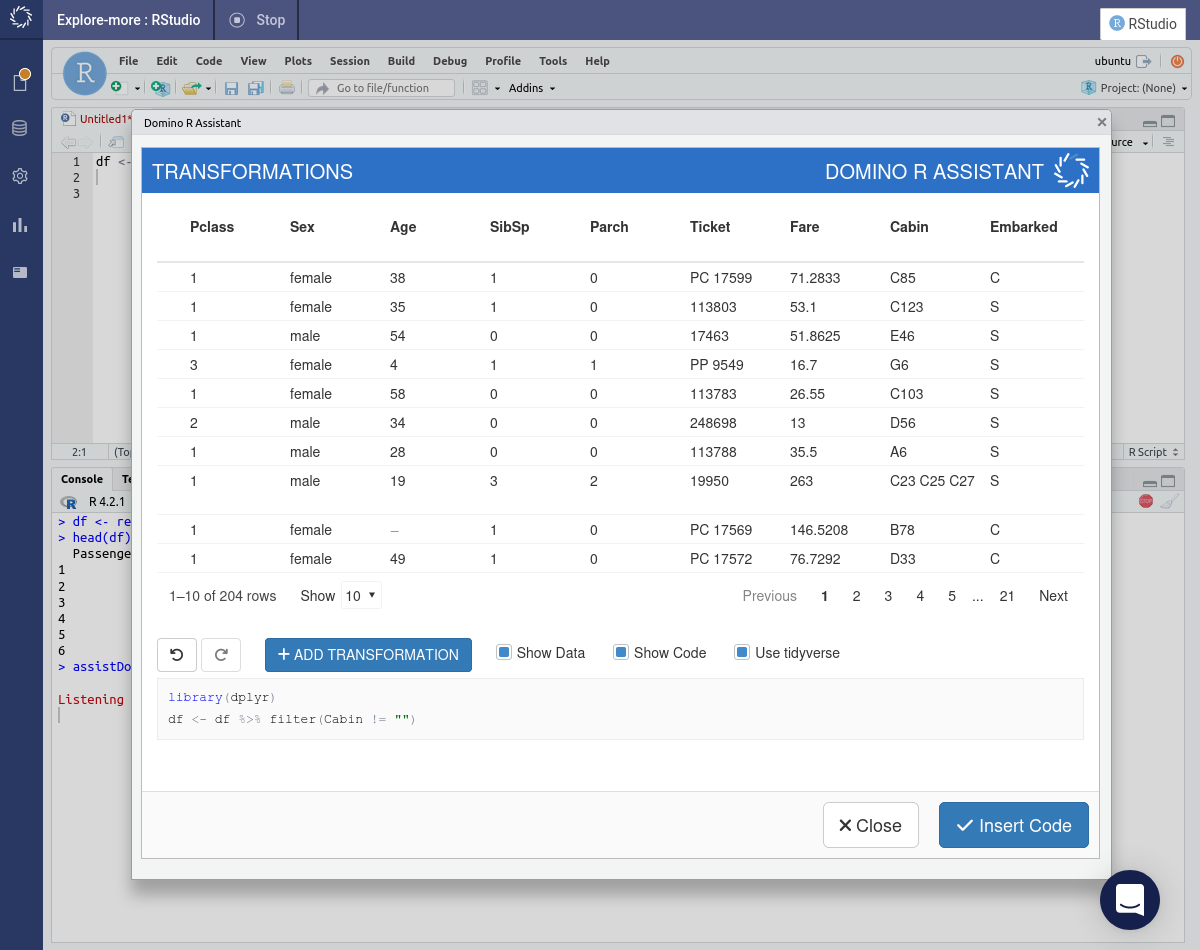 Explore-more : RStudio
Stop
R RStudio
R
File Edit Code View Plots Session Build Debug Profile Tools Help
ubuntu
Go to file/function
Addins
Project: (None)
Untitled1*
Domino R Assistant
1 df <-
2
3
TRANSFORMATIONS
DOMINO R ASSISTANT
Pclass Sex Age SibSp Parch Ticket Fare Cabin Embarked
1 female 38 1 0 PC 17599 71.2833 C85 C
1 female 35 1 0 113803 53.1 C123 S
1 male 54 0 0 17463 51.8625 E46 S
3 female 4 1 1 PP 9549 16.7 G6 S
1 female 58 0 0 113783 26.55 C103 S
2 male 34 0 0 248698 13 D56 S
1 male 28 0 0 113788 35.5 A6 S
1 male 19 3 2 19950 263 C23 C25 C27 S
1 female – 1 0 PC 17569 146.5208 B78 C
1 female 49 1 0 PC 17572 76.7292 D33 C
1–10 of 204 rows Show 10
Previous 1 2 3 4 5 ... 21 Next
+ ADD TRANSFORMATION
Show Data
Show Code
Use tidyverse
library(dplyr)
df <- df %>% filter(Cabin != "")
Close
Insert Code
urce
2:1 (To
R Script
Console Te
R 4.2.1
> df <- re
> head(df)
Passenge
1
2
3
4
5
6
> assistDo
Listening